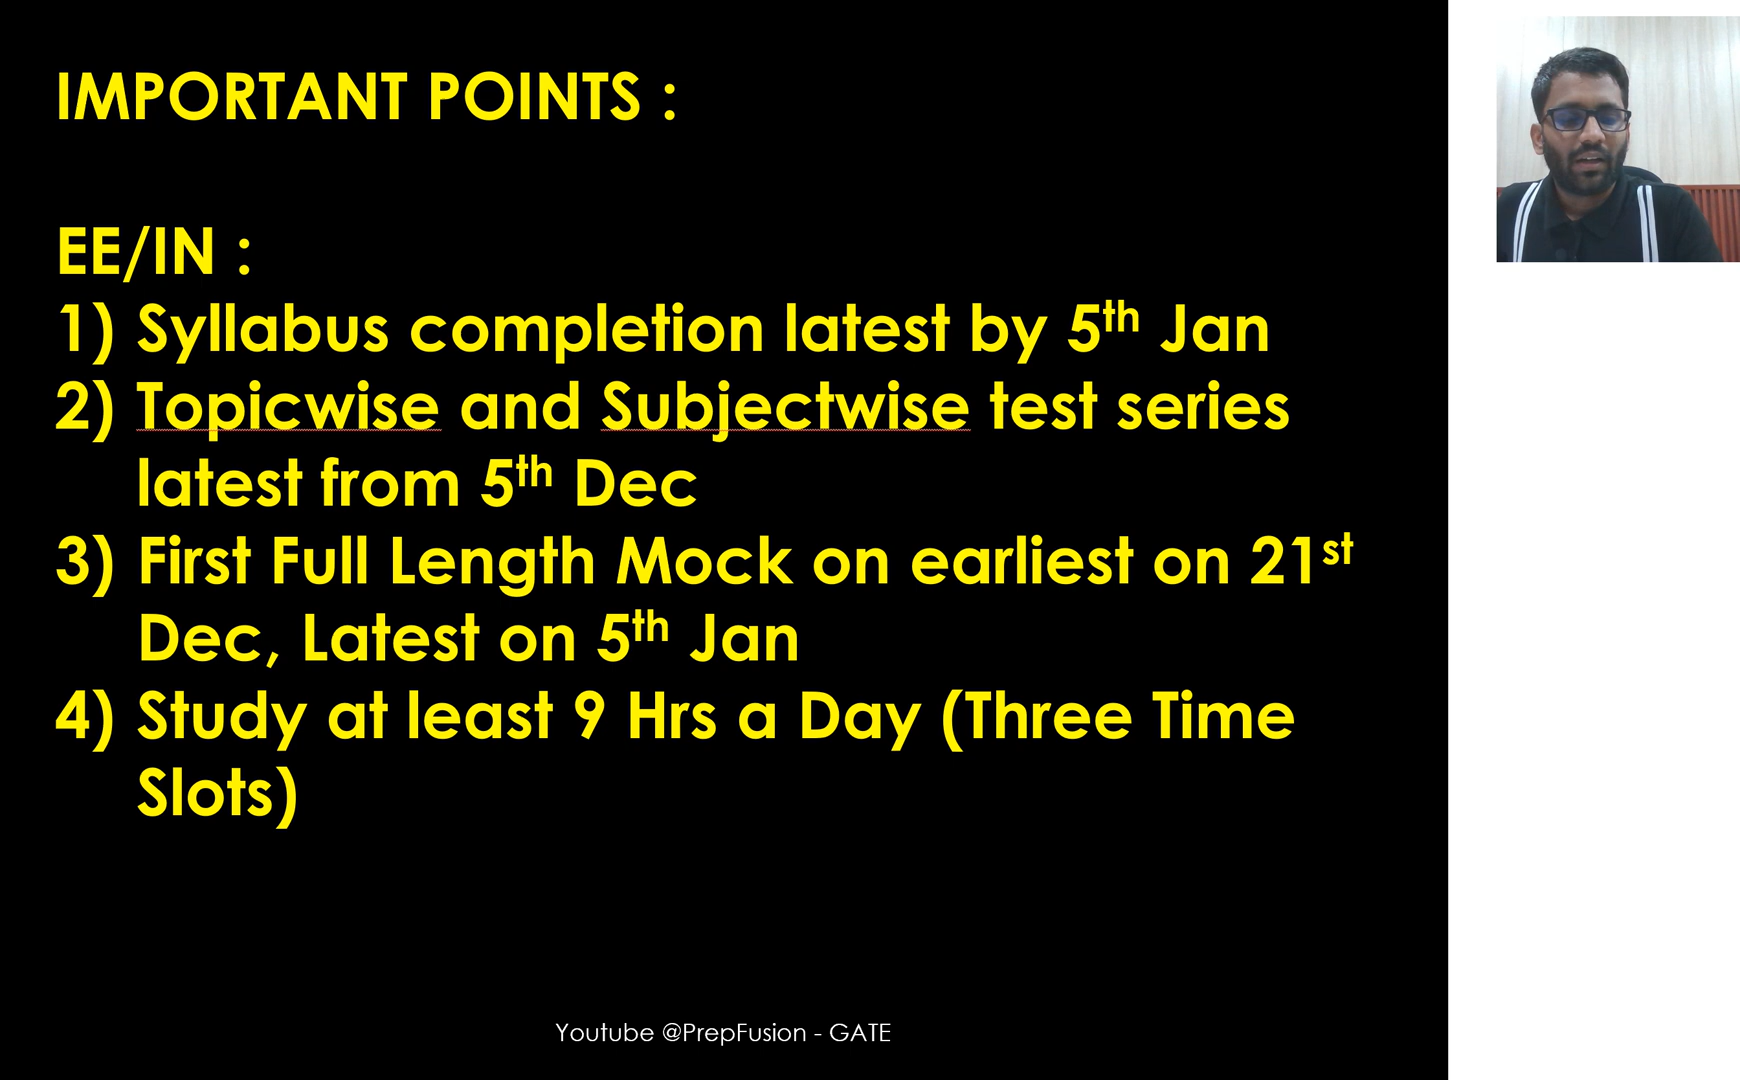 IMPORTANT POINTS :
EE/IN :
1) Syllabus completion latest by 5th Jan
2) Topicwise and Subjectwise test series
latest from 5th Dec
3) First Full Length Mock on earliest on 21st
Dec, Latest on 5th Jan
4) Study at least 9 Hrs a Day (Three Time
Slots)
Youtube @PrepFusion - GATE